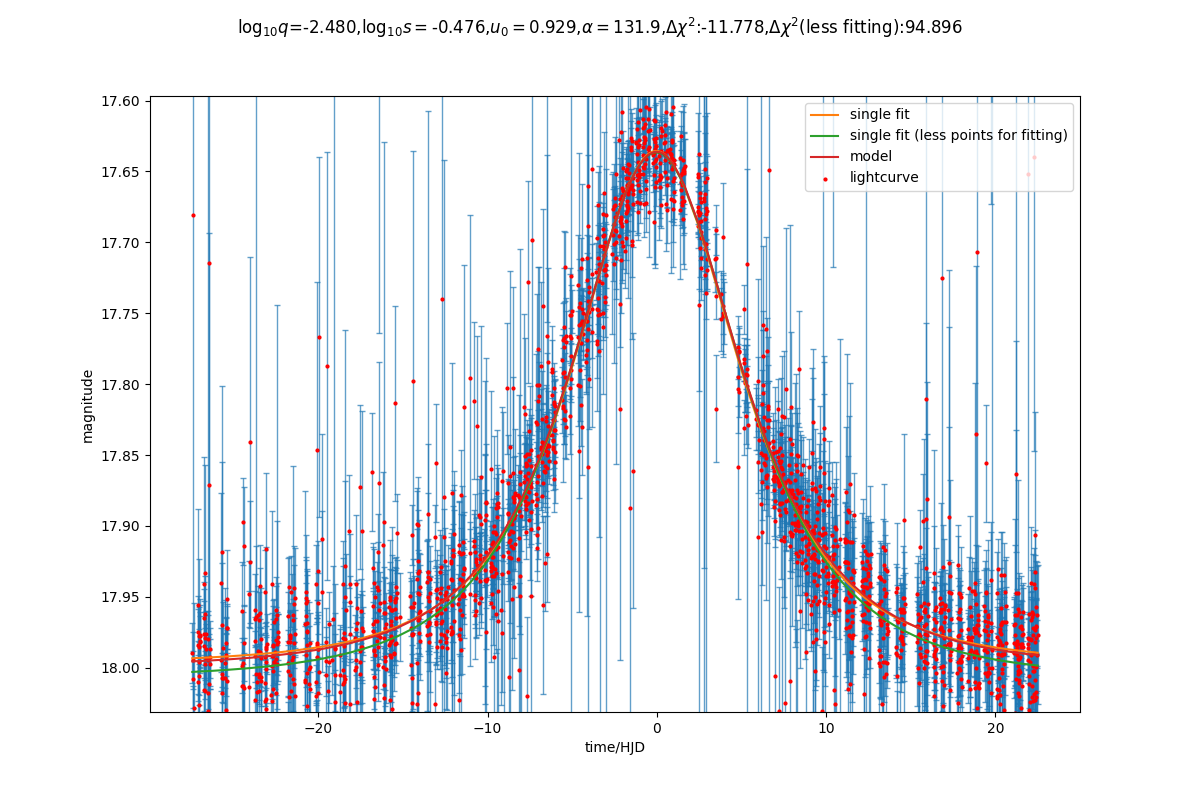 log₁₀q=-2.480,log₁₀s = -0.476,u₀ = 0.929,α = 131.9,Δχ²:-11.778,Δχ²(less fitting):94.896
17.60
17.65
17.70
17.75
17.80
17.85
17.90
17.95
18.00
magnitude
single fit
single fit (less points for fitting)
model
lightcurve
−20
−10
0
10
20
time/HJD